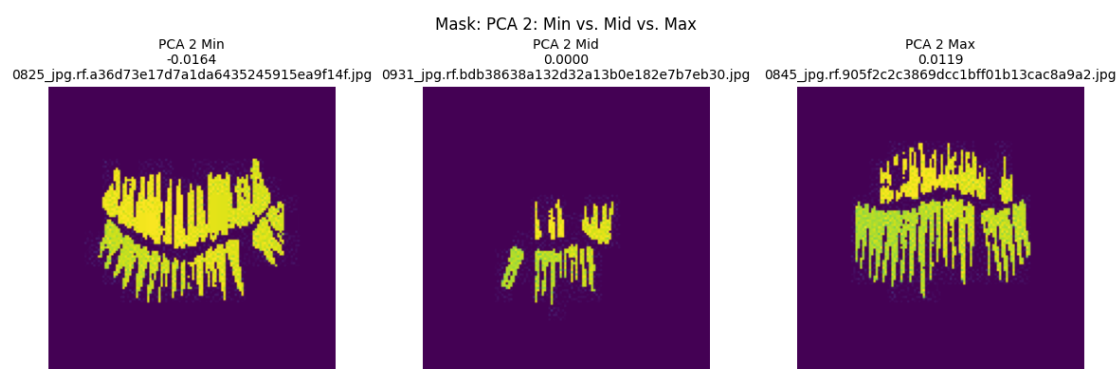 Mask: PCA 2: Min vs. Mid vs. Max
PCA 2 Min
-0.0164
0825_jpg.rf.a36d73e17d7a1da6435245915ea9f14f.jpg
PCA 2 Mid
0.0000
0931_jpg.rf.bdb38638a132d32a13b0e182e7b7eb30.jpg
PCA 2 Max
0.0119
0845_jpg.rf.905f2c2c3869dcc1bff01b13cac8a9a2.jpg